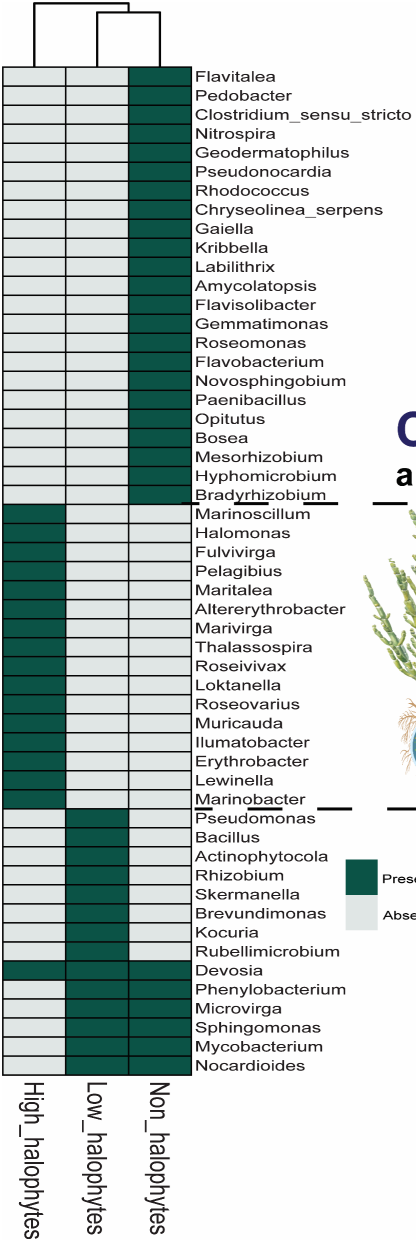 Flavitalea
Pedobacter
Clostridium_sensu_stricto
Nitrospira
Geodermatophilus
Pseudonocardia
Rhodococcus
Chryseolinea_serpens
Gaiella
Kribbella
Labilithrix
Amycolatopsis
Flavisolibacter
Gemmatimonas
Roseomonas
Flavobacterium
Novosphingobium
Paenibacillus
Opitutus
Bosea
Mesorhizobium
Hyphomicrobium
Bradyrhizobium
Marinoscillum
Halomonas
Fulvivirga
Pelagibius
Maritalea
Altererythrobacter
Marivirga
Thalassospira
Roseivivax
Loktanella
Roseovarius
Muricauda
Ilumatobacter
Erythrobacter
Lewinella
Marinobacter
Pseudomonas
Bacillus
Actinophytocola
Rhizobium
Skermanella
Brevundimonas
Kocuria
Rubellimicrobium
Devosia
Phenylobacterium
Microvirga
Sphingomonas
Mycobacterium
Nocardioides
High_halophytes
Low_halophytes
Non_halophytes
C
a
Prese
Abse